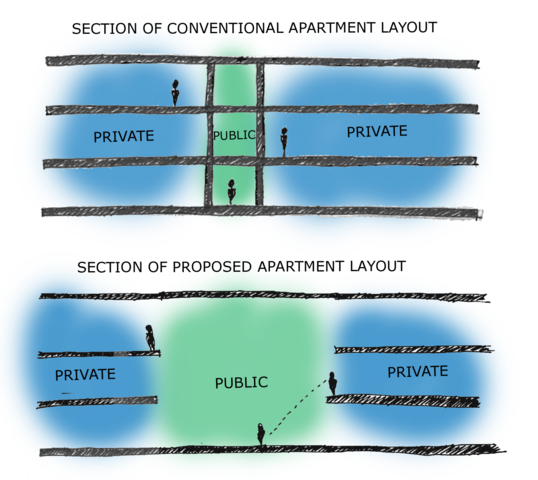 SECTION OF CONVENTIONAL APARTMENT LAYOUT
PRIVATE
PUBLIC
PRIVATE
SECTION OF PROPOSED APARTMENT LAYOUT
PRIVATE
PUBLIC
PRIVATE